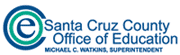 Santa Cruz County
Office of Education
MICHAEL C. WATKINS, SUPERINTENDENT